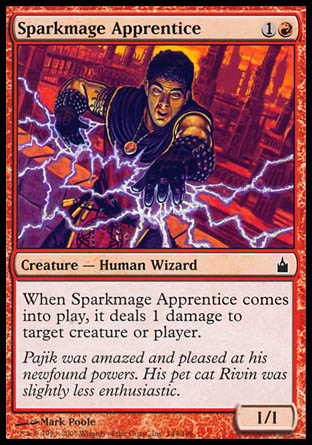 Sparkmage Apprentice 1
Creature — Human Wizard
When Sparkmage Apprentice comes
into play, it deals 1 damage to
target creature or player.
Pajik was amazed and pleased at his
newfound powers. His pet cat Rivin was
slightly less enthusiastic.
Mark Poole
1/1